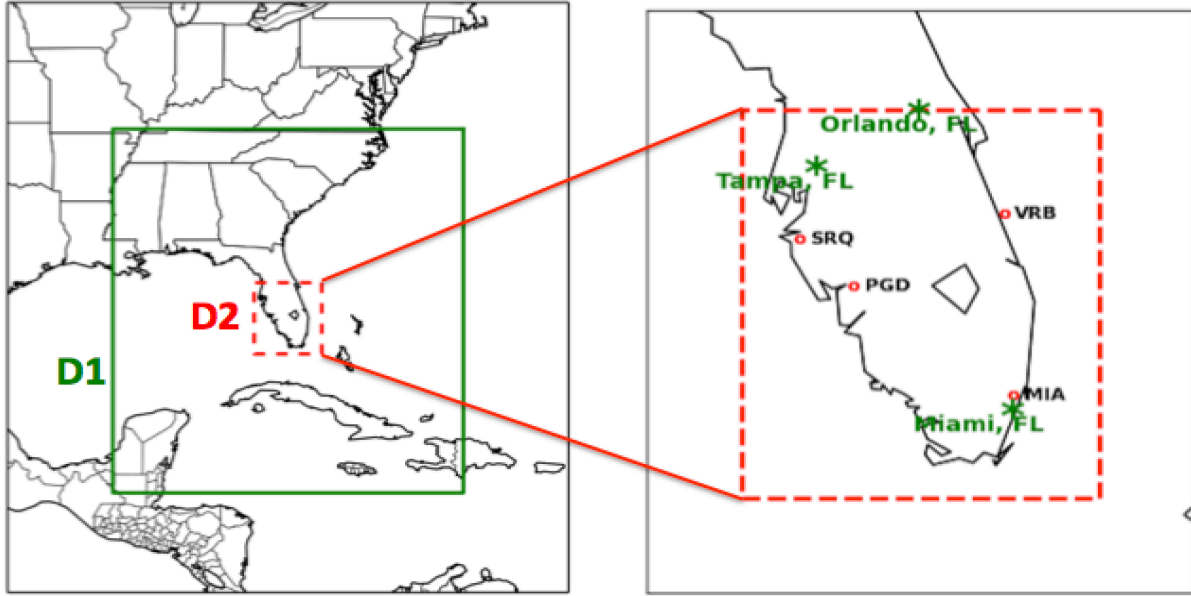 D2
D1
Orlando, FL
Tampa, FL
VRB
SRQ
PGD
MIA
Miami, FL